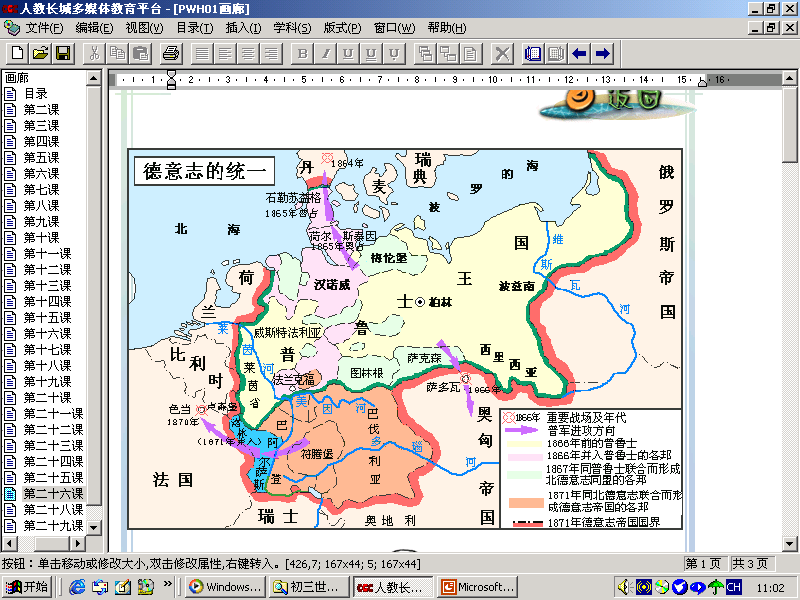 人教长城多媒体教育平台 - [PWH01画廊]
文件(F) 编辑(E) 视图(V) 目录(T) 插入(I) 学科(S) 版式(P) 窗口(W) 帮助(H)
画廊
目录
第二课
第三课
第四课
第五课
第六课
第七课
第八课
第九课
第十课
第十一课
第十二课
第十三课
第十四课
第十五课
第十六课
第十七课
第十八课
第十九课
第二十课
第二十一课
第二十二课
第二十三课
第二十四课
第二十五课
第二十六课
第二十八课
第二十九课
1 2 3 4 5 6 7 8 9 10 11 12 13 14 15 16
返回
德意志的统一
丹麦
1864年
瑞典
波罗的海
俄罗斯帝国
石勒苏益格
1865年普占
北海
荷尔斯泰因
1865年奥占
梅伦堡
荷兰
汉诺威
普鲁士王国
柏林
波兹南
维斯瓦河
莱茵河
威斯特法利亚
比利时
莱茵省
法兰克福
图林根
萨克森
西里西亚
萨多瓦
1866年
色当
1870年
卢森堡
洛林
(1871年并入)
阿尔萨斯
美因河
巴登
符腾堡
巴伐利亚
多瑙河
奥匈帝国
法国
瑞士
奥地利
1866年 重要战场及年代
普军进攻方向
1866年前的普鲁士
1866年并入普鲁士的各邦
1867年同普鲁士联合而形成
北德意志同盟的各邦
1871年同北德意志联合而形
成德意志帝国的各邦
1871年德意志帝国国界
按钮：单击移动或修改大小,双击修改属性,右键转入。[426,7; 167x44; 5; 167x44]
第 1 页 共 3 页
开始
Windows...
初三世...
人教长...
Microsoft...
CH
11:02